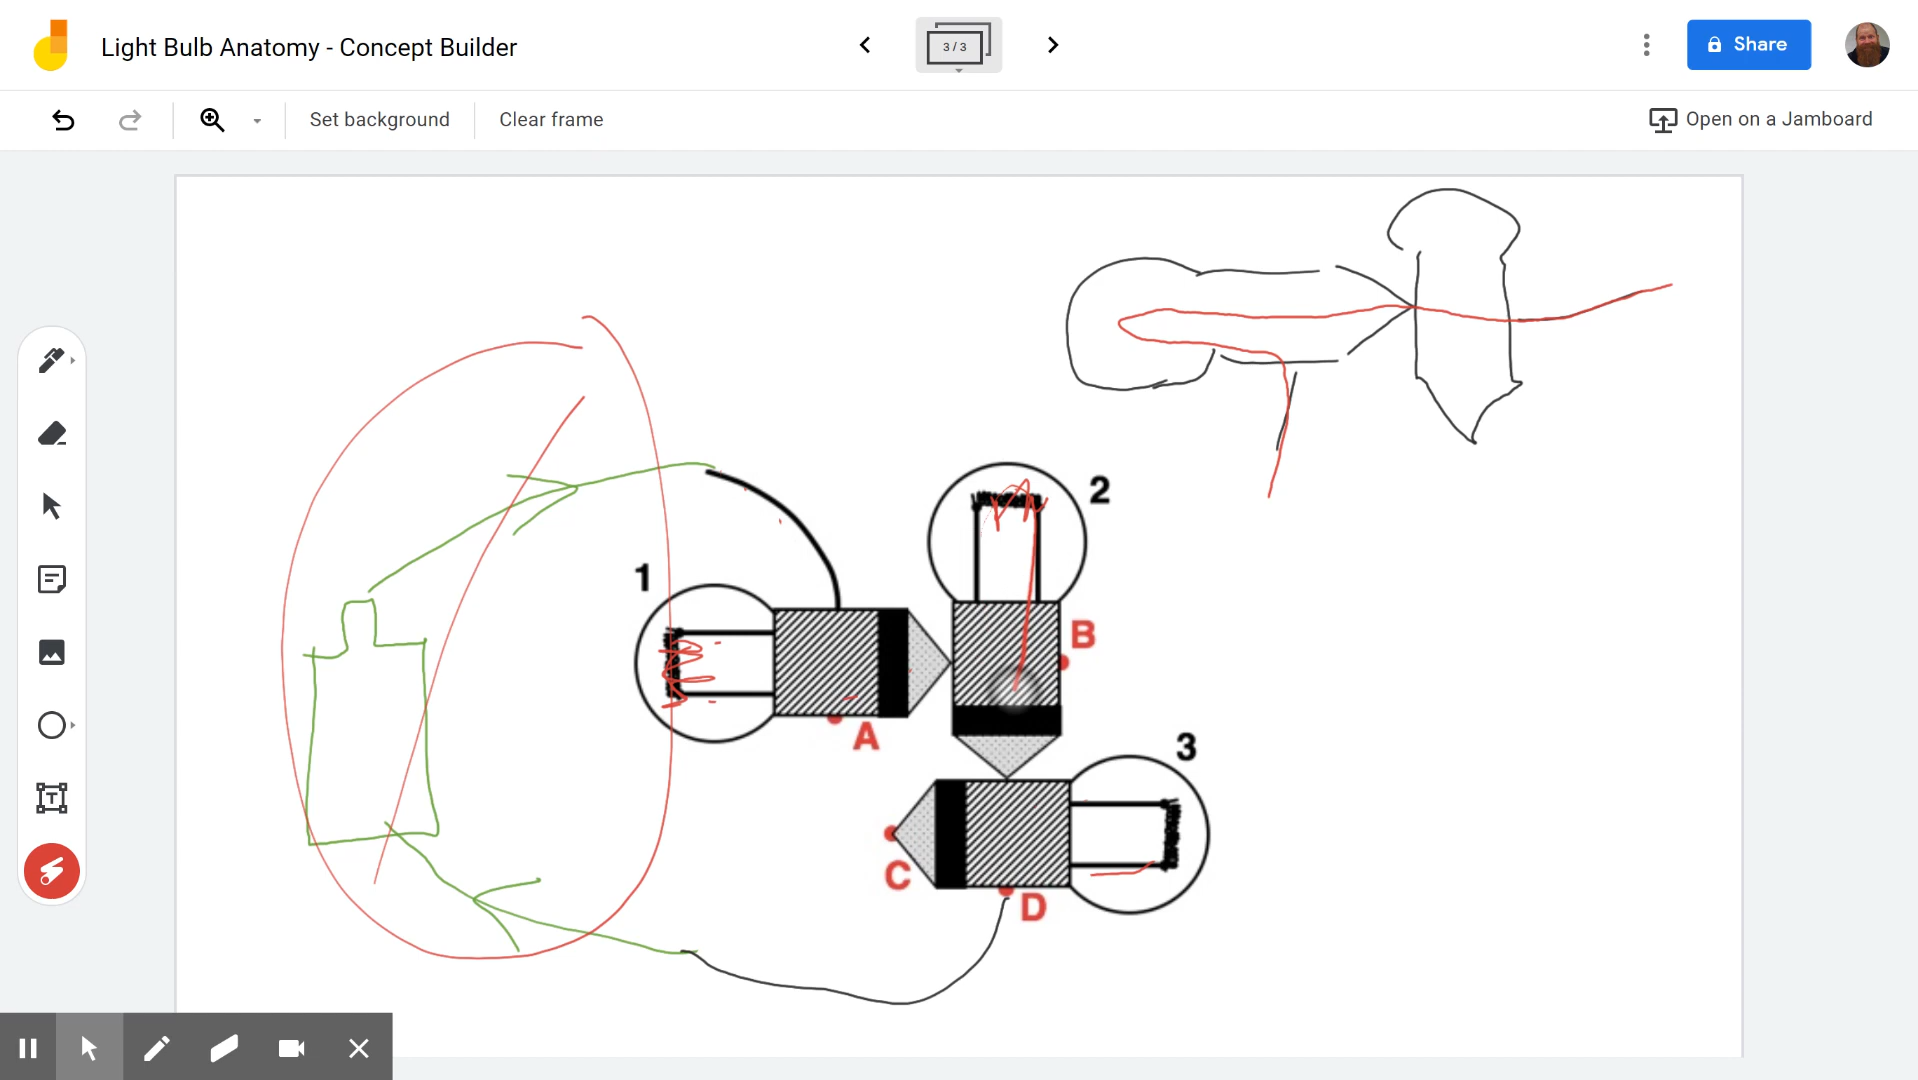 Light Bulb Anatomy - Concept Builder
3 / 3
Share
Set background
Clear frame
Open on a Jamboard
T
2
1
B
A
3
C
D